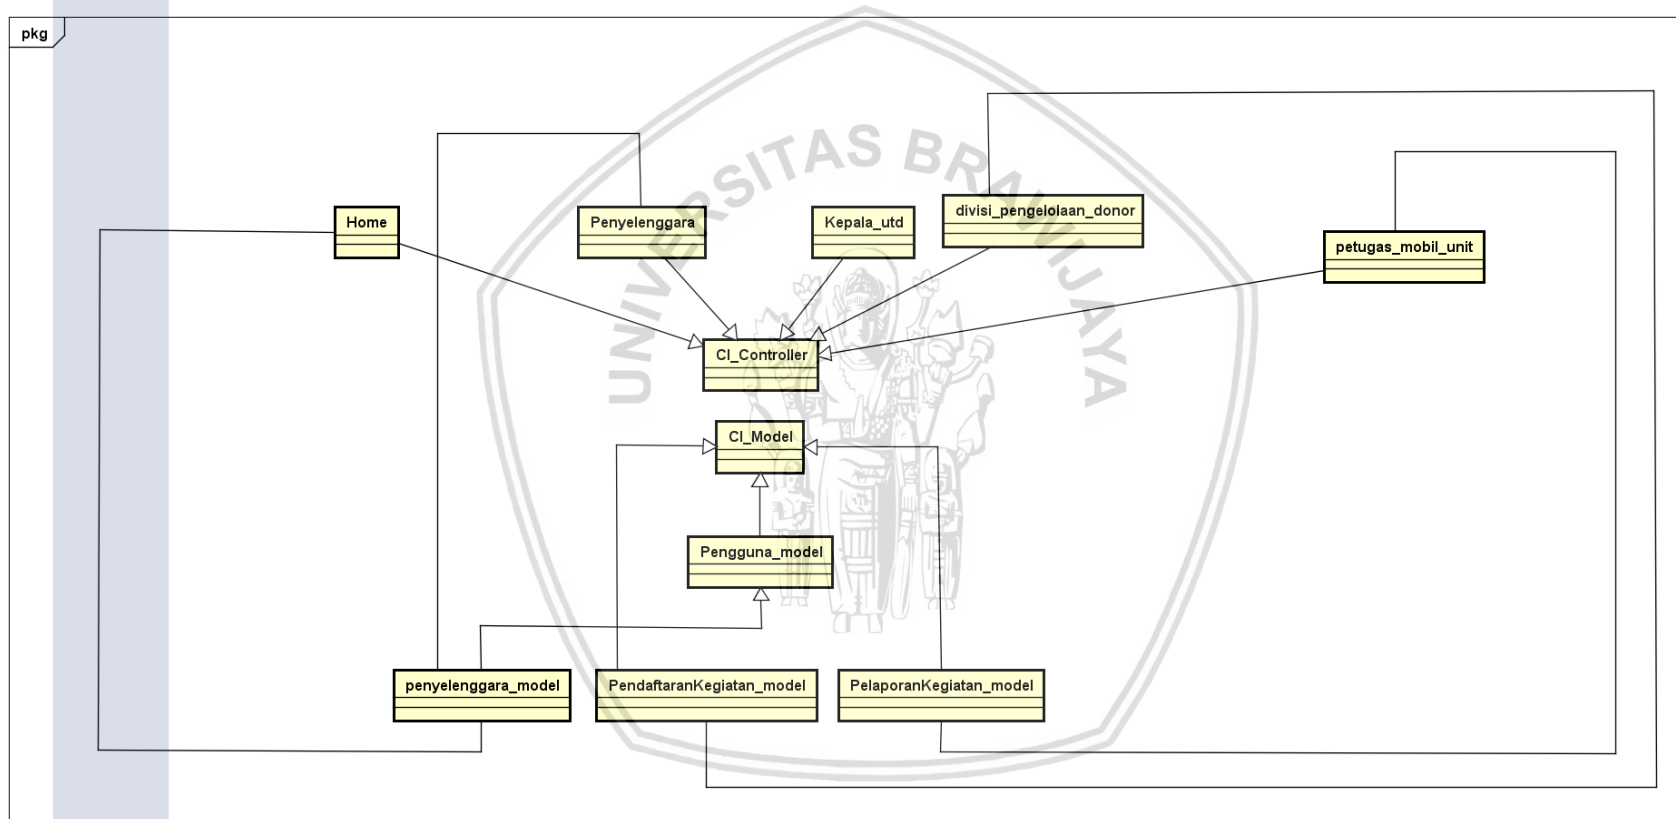 pkg
UNIVERSITAS BRAWIJAYA
Home
Penyelenggara
Kepala_utd
divisi_pengelolaan_donor
petugas_mobil_unit
CI_Controller
CI_Model
Pengguna_model
penyelenggara_model
PendaftaranKegiatan_model
PelaporanKegiatan_model